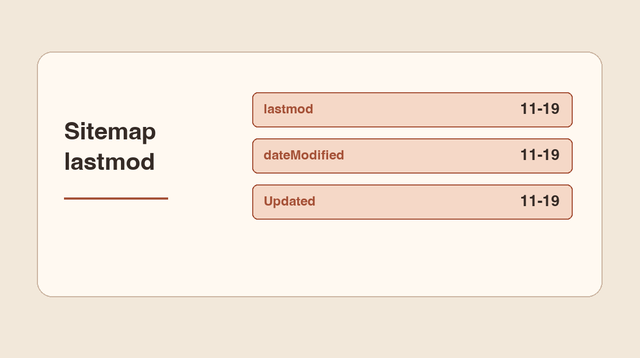 Sitemap
lastmod
lastmod 11-19
dateModified 11-19
Updated 11-19